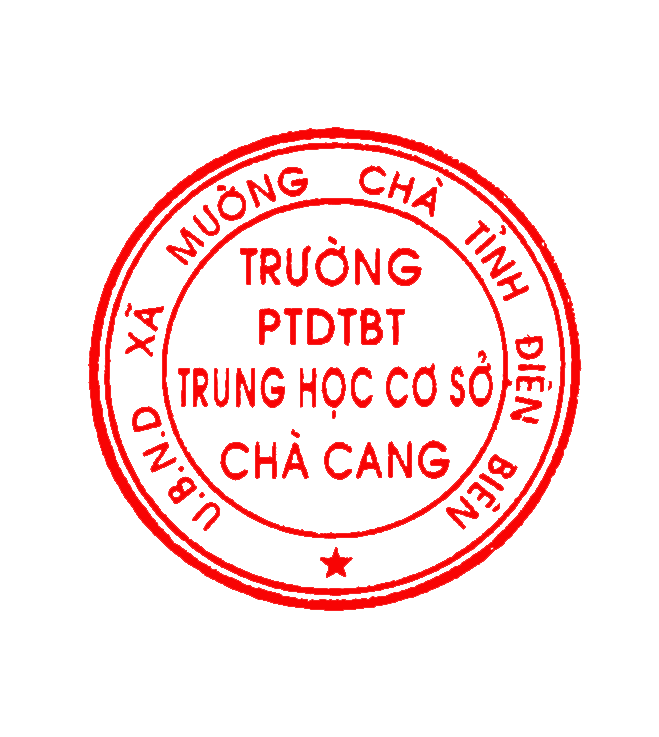 U.B.N.D XÃ MƯỜNG CHÀ TỈNH ĐIỆN BIÊN
TRƯỜNG
PTDTBT
TRUNG HỌC CƠ SỞ
CHÀ CANG